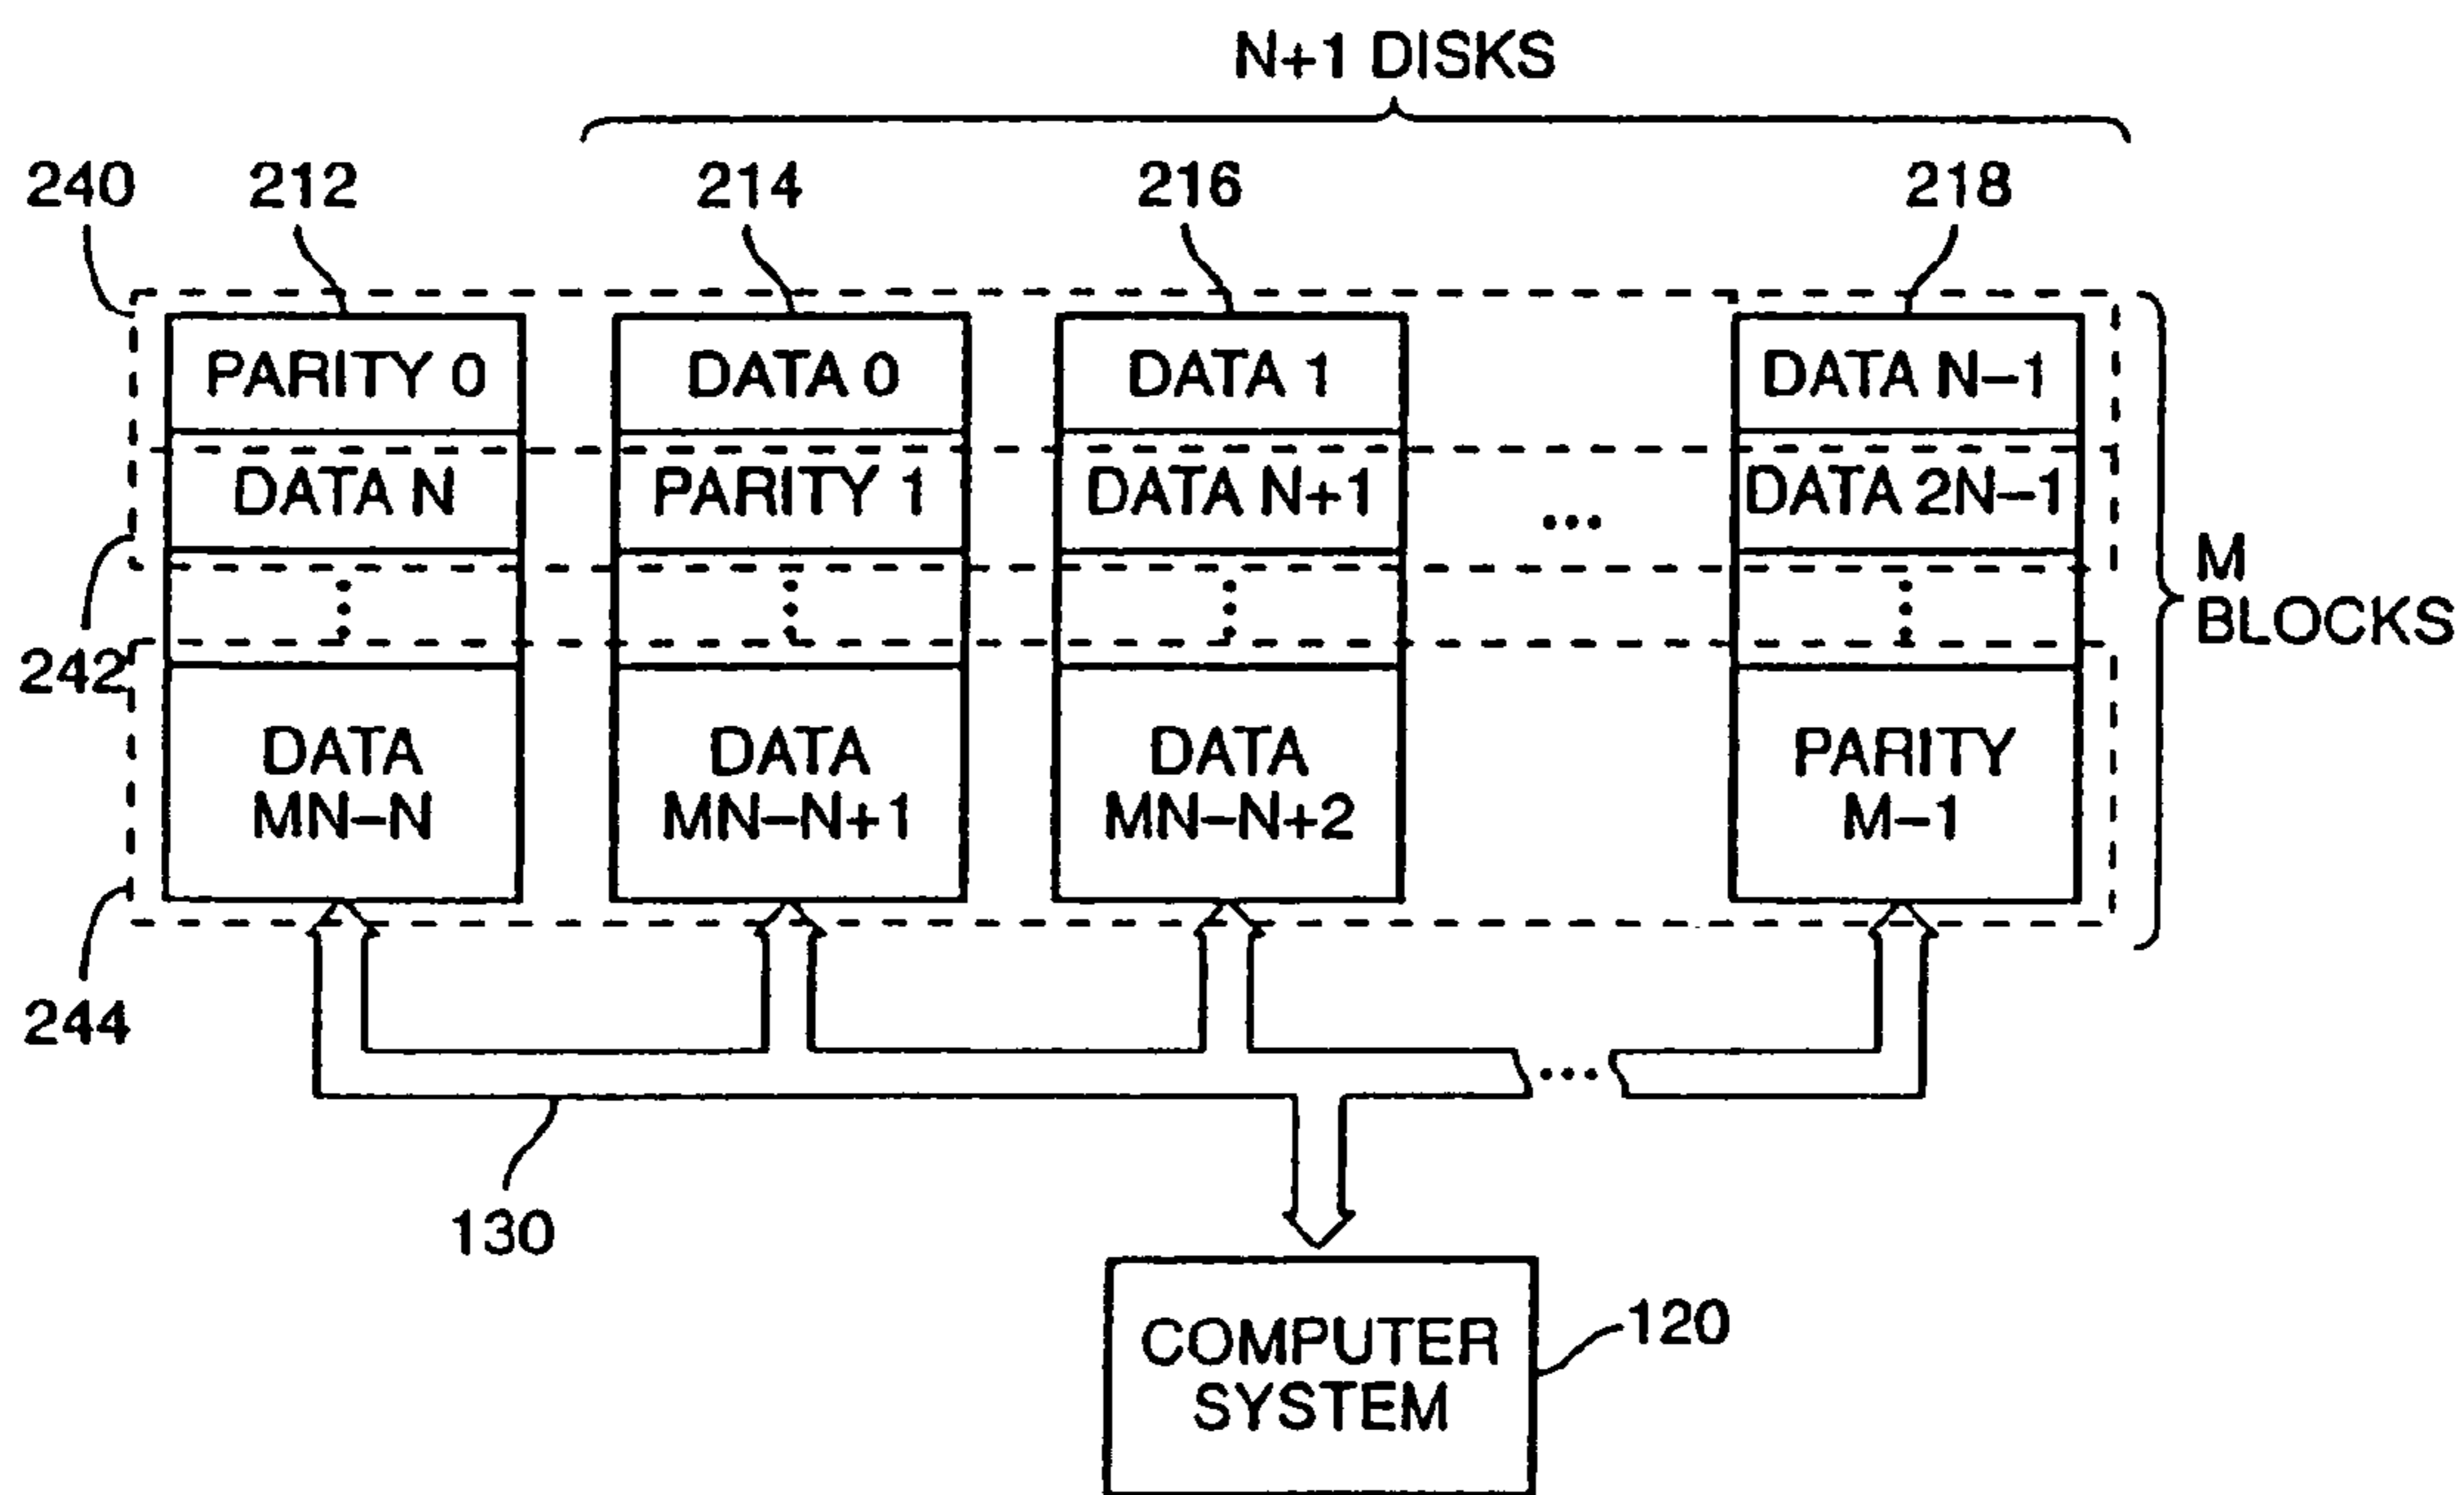 N+1 DISKS
240
212
214
216
218
PARITY 0
DATA 0
DATA 1
DATA N–1
DATA N
PARITY 1
DATA N+1
...
DATA 2N–1
M
BLOCKS
242
DATA
MN–N
DATA
MN–N+1
DATA
MN–N+2
PARITY
M–1
244
...
130
COMPUTER
SYSTEM
120